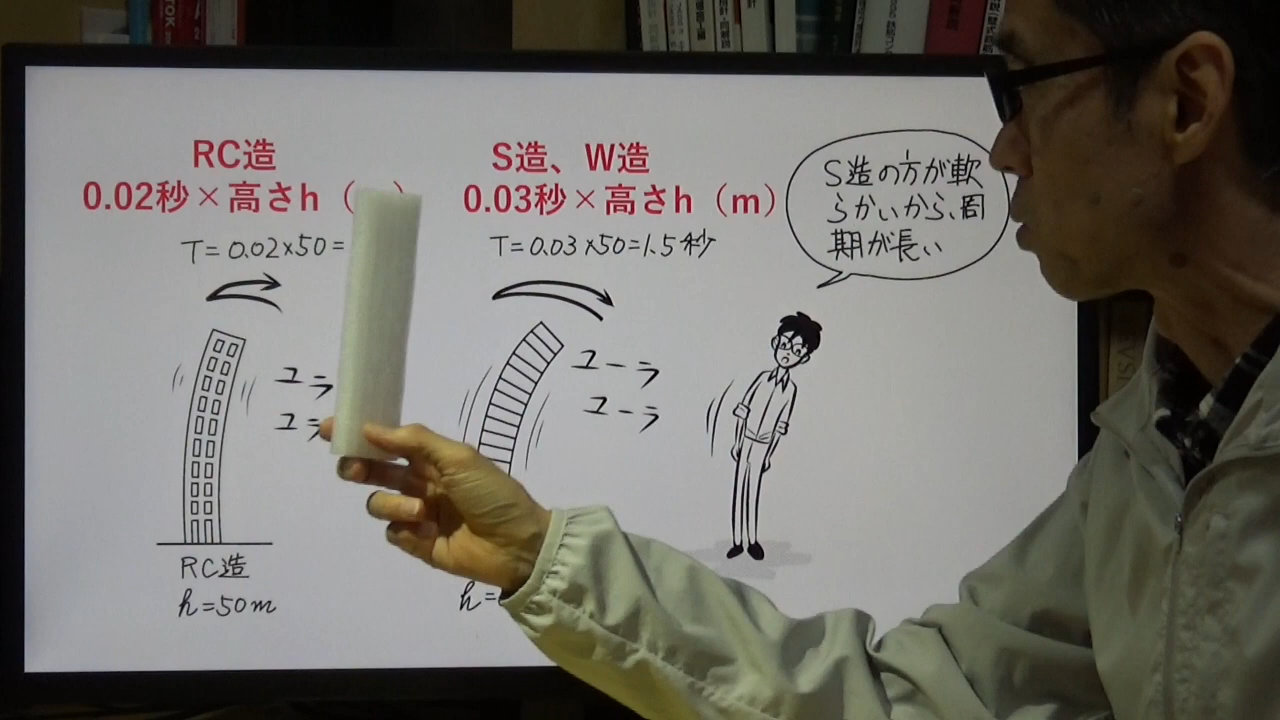 RC造
0.02秒×高さh（
T=0.02×50=
ユラ
ユラ
RC造
h=50m
S造、W造
0.03秒×高さh（m）
T=0.03×50=1.5秒
ユーラ
ユーラ
h=
S造の方が軟
らかいから、周
期が長い